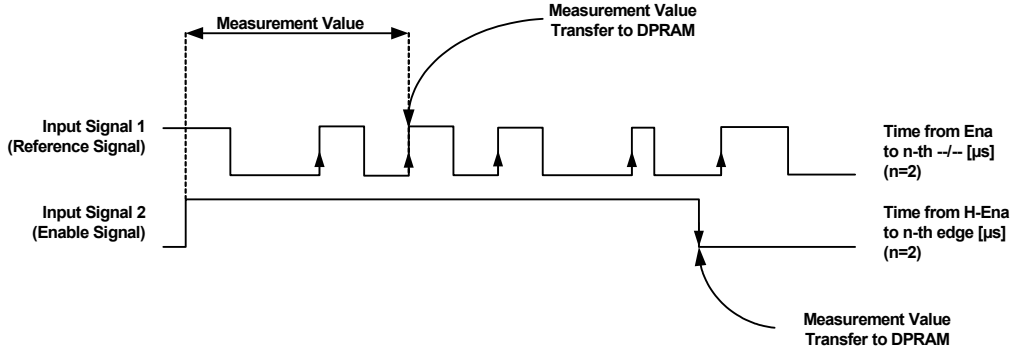 Measurement Value
Measurement Value
Transfer to DPRAM
Input Signal 1
(Reference Signal)
Time from Ena
to n-th --/-- [µs]
(n=2)
Input Signal 2
(Enable Signal)
Time from H-Ena
to n-th edge [µs]
(n=2)
Measurement Value
Transfer to DPRAM